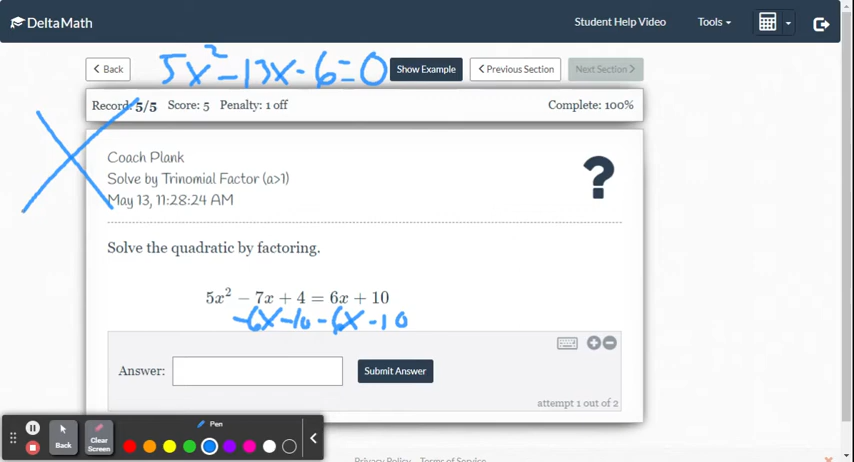 DeltaMath
Student Help Video Tools
Back 5x² – 13x – 6 = 0 Show Example Previous Section Next Section
Record: 5/5 Score: 5 Penalty: 1 off Complete: 100%
Coach Plank
Solve by Trinomial Factor (a>1)
May 13, 11:28:24 AM
?
Solve the quadratic by factoring.
5x² − 7x + 4 = 6x + 10
-6x -10 -6x -10
Answer: Submit Answer
attempt 1 out of 2
Pen
Back Clear Screen
Privacy Policy Terms of Service